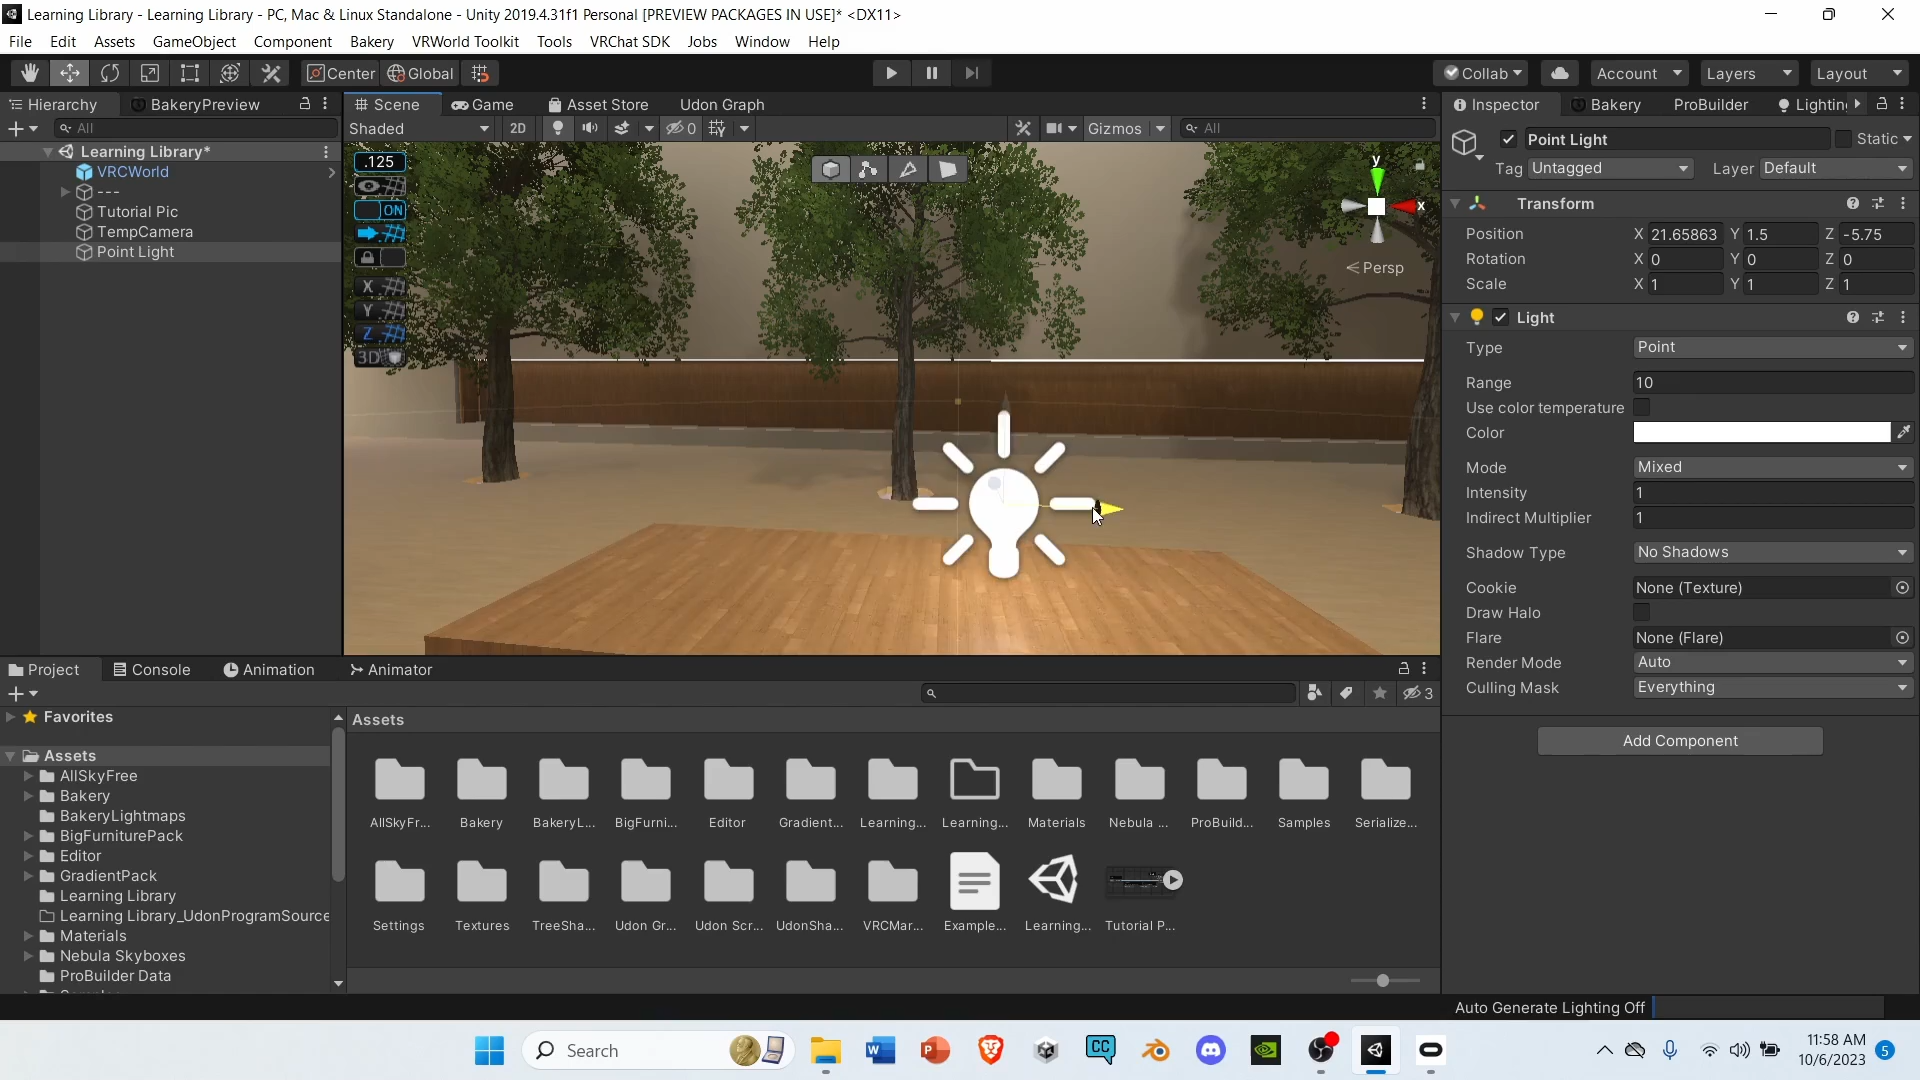 Learning Library - Learning Library - PC, Mac & Linux Standalone - Unity 2019.4.31f1 Personal [PREVIEW PACKAGES IN USE]* <DX11>
File Edit Assets GameObject Component Bakery VRWorld Toolkit Tools VRChat SDK Jobs Window Help
Center Global Collab Account Layers Layout
Hierarchy BakeryPreview Scene Game Asset Store Udon Graph Inspector Bakery ProBuilder Lightin
All Shaded 2D 0 Gizmos All
Learning Library*
VRCWorld
---
Tutorial Pic
TempCamera
Point Light
.125
ON
X
Y
Z
3D
y
x
Persp
Point Light Static
Tag Untagged Layer Default
Transform
Position X 21.65863 Y 1.5 Z -5.75
Rotation X 0 Y 0 Z 0
Scale X 1 Y 1 Z 1
Light
Type Point
Range 10
Use color temperature
Color
Mode Mixed
Intensity 1
Indirect Multiplier 1
Shadow Type No Shadows
Cookie None (Texture)
Draw Halo
Flare None (Flare)
Render Mode Auto
Culling Mask Everything
Add Component
Project Console Animation Animator
3
Favorites
Assets
AllSkyFree
Bakery
BakeryLightmaps
BigFurniturePack
Editor
GradientPack
Learning Library
Learning Library_UdonProgramSource
Materials
Nebula Skyboxes
ProBuilder Data
Assets
AllSkyFr... Bakery BakeryL... BigFurni... Editor Gradient... Learning... Learning... Materials Nebula ... ProBuild... Samples Serialize...
Settings Textures TreeSha... Udon Gr... Udon Scr... UdonSha... VRCMar... Example... Learning... Tutorial P...
Auto Generate Lighting Off
Search
CC
11:58 AM
10/6/2023
5